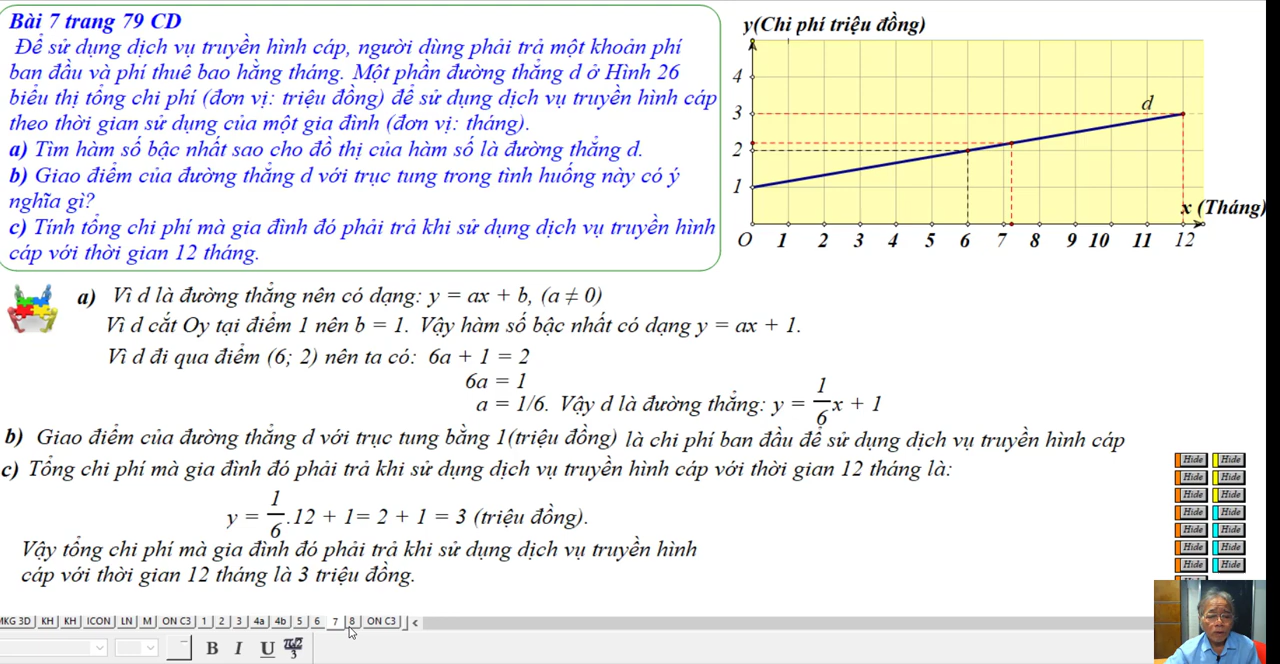 Bài 7 trang 79 CD
Để sử dụng dịch vụ truyền hình cáp, người dùng phải trả một khoản phí
ban đầu và phí thuê bao hằng tháng. Một phần đường thẳng d ở Hình 26
biểu thị tổng chi phí (đơn vị: triệu đồng) để sử dụng dịch vụ truyền hình cáp
theo thời gian sử dụng của một gia đình (đơn vị: tháng).
a) Tìm hàm số bậc nhất sao cho đồ thị của hàm số là đường thẳng d.
b) Giao điểm của đường thẳng d với trục tung trong tình huống này có ý
nghĩa gì?
c) Tính tổng chi phí mà gia đình đó phải trả khi sử dụng dịch vụ truyền hình
cáp với thời gian 12 tháng.
y(Chi phí triệu đồng)
4
3
d
2
1
x (Tháng)
O 1 2 3 4 5 6 7 8 9 10 11 12
a) Vì d là đường thẳng nên có dạng: y = ax + b, (a ≠ 0)
Vì d cắt Oy tại điểm 1 nên b = 1. Vậy hàm số bậc nhất có dạng y = ax + 1.
Vì d đi qua điểm (6; 2) nên ta có: 6a + 1 = 2
6a = 1
a = 1/6. Vậy d là đường thẳng: y = 1/6 x + 1
b) Giao điểm của đường thẳng d với trục tung bằng 1(triệu đồng) là chi phí ban đầu để sử dụng dịch vụ truyền hình cáp
c) Tổng chi phí mà gia đình đó phải trả khi sử dụng dịch vụ truyền hình cáp với thời gian 12 tháng là:
y = 1/6 .12 + 1= 2 + 1 = 3 (triệu đồng).
Vậy tổng chi phí mà gia đình đó phải trả khi sử dụng dịch vụ truyền hình
cáp với thời gian 12 tháng là 3 triệu đồng.
Hide Hide
Hide Hide
Hide Hide
Hide Hide
Hide Hide
Hide Hide
Hide Hide
MKG 3D KH KH ICON LN M ON C3 1 2 3 4a 4b 5 6 7 8 ON C3 <
B I U